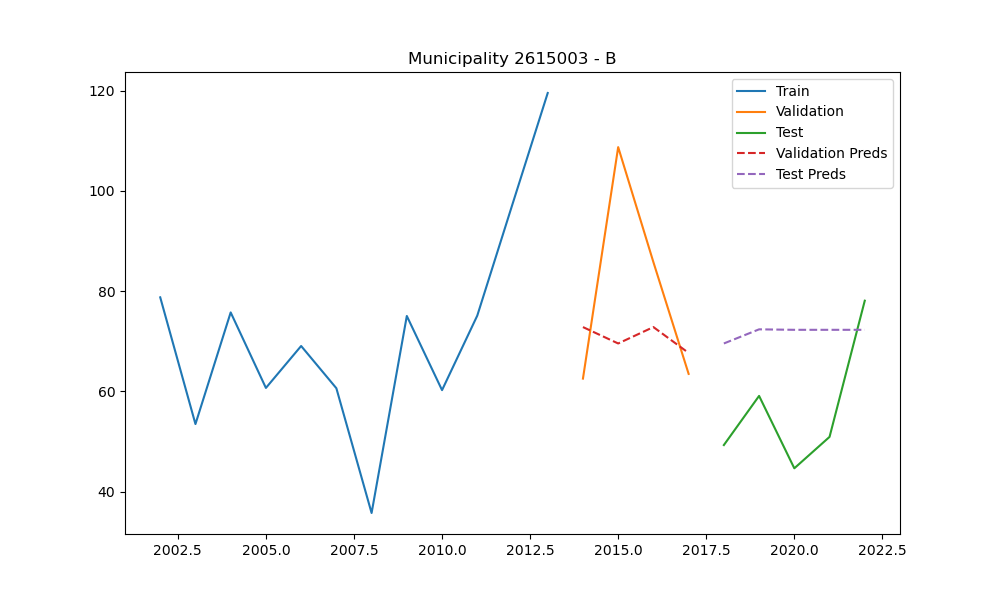 Municipality 2615003 - B
120
100
80
60
40
Train
Validation
Test
Validation Preds
Test Preds
2002.5 2005.0 2007.5 2010.0 2012.5 2015.0 2017.5 2020.0 2022.5